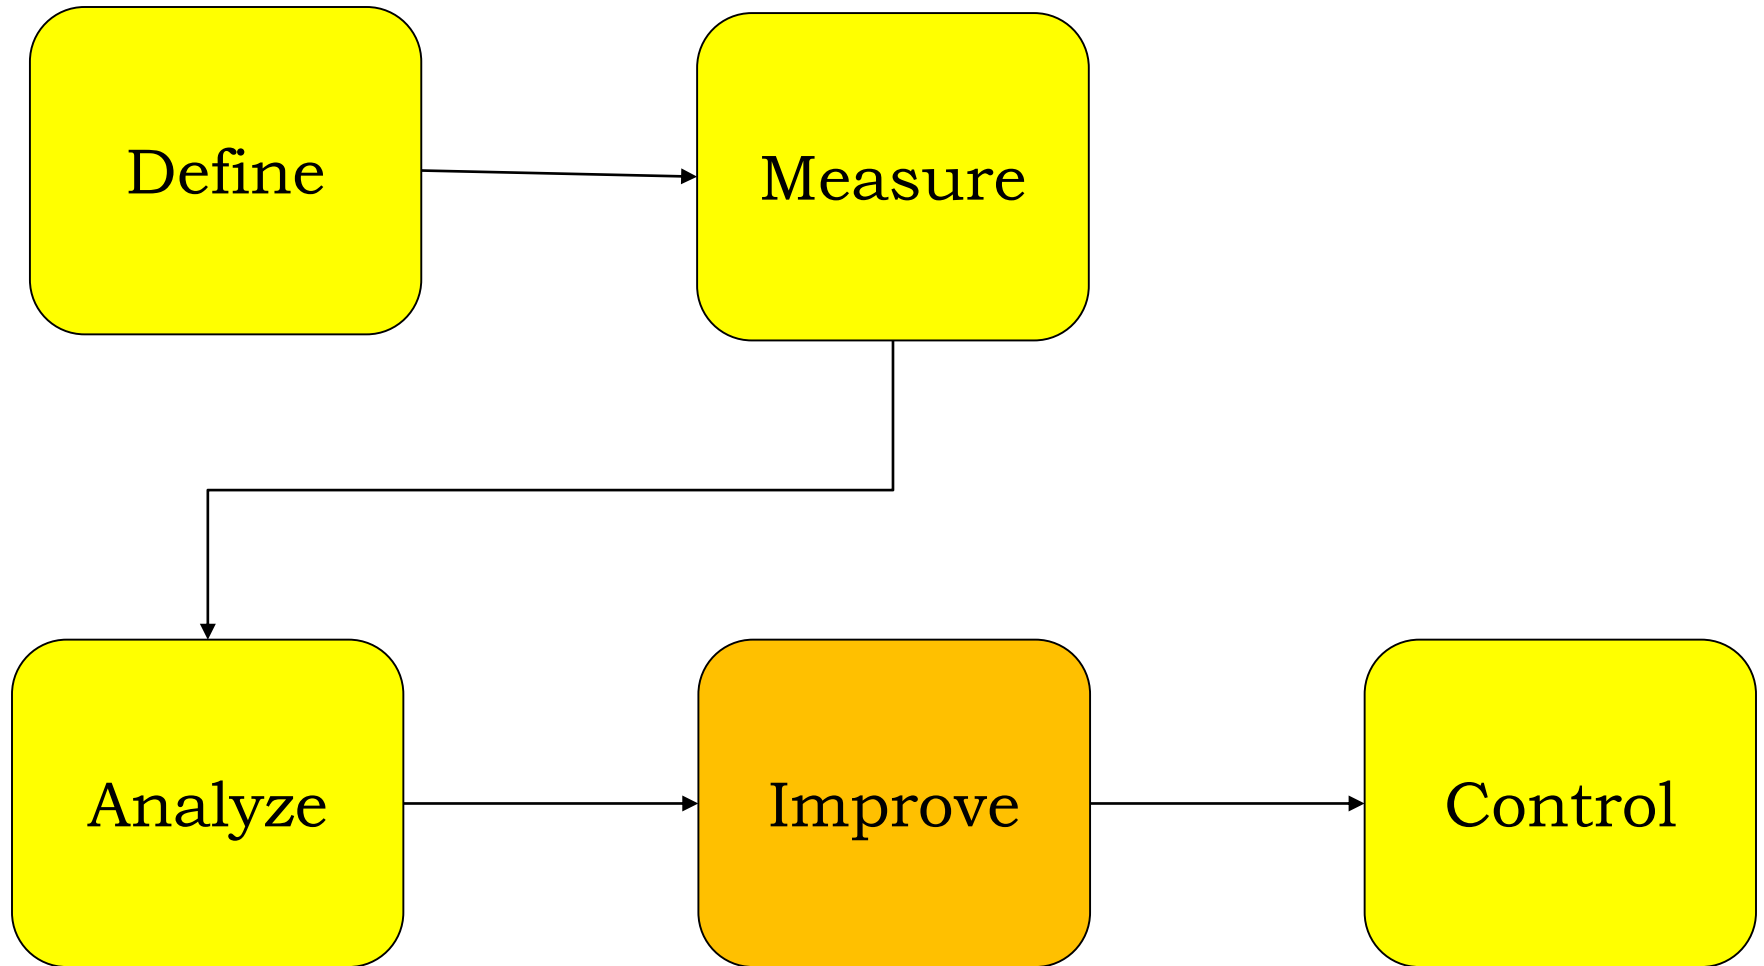 Define
Measure
Analyze
Improve
Control